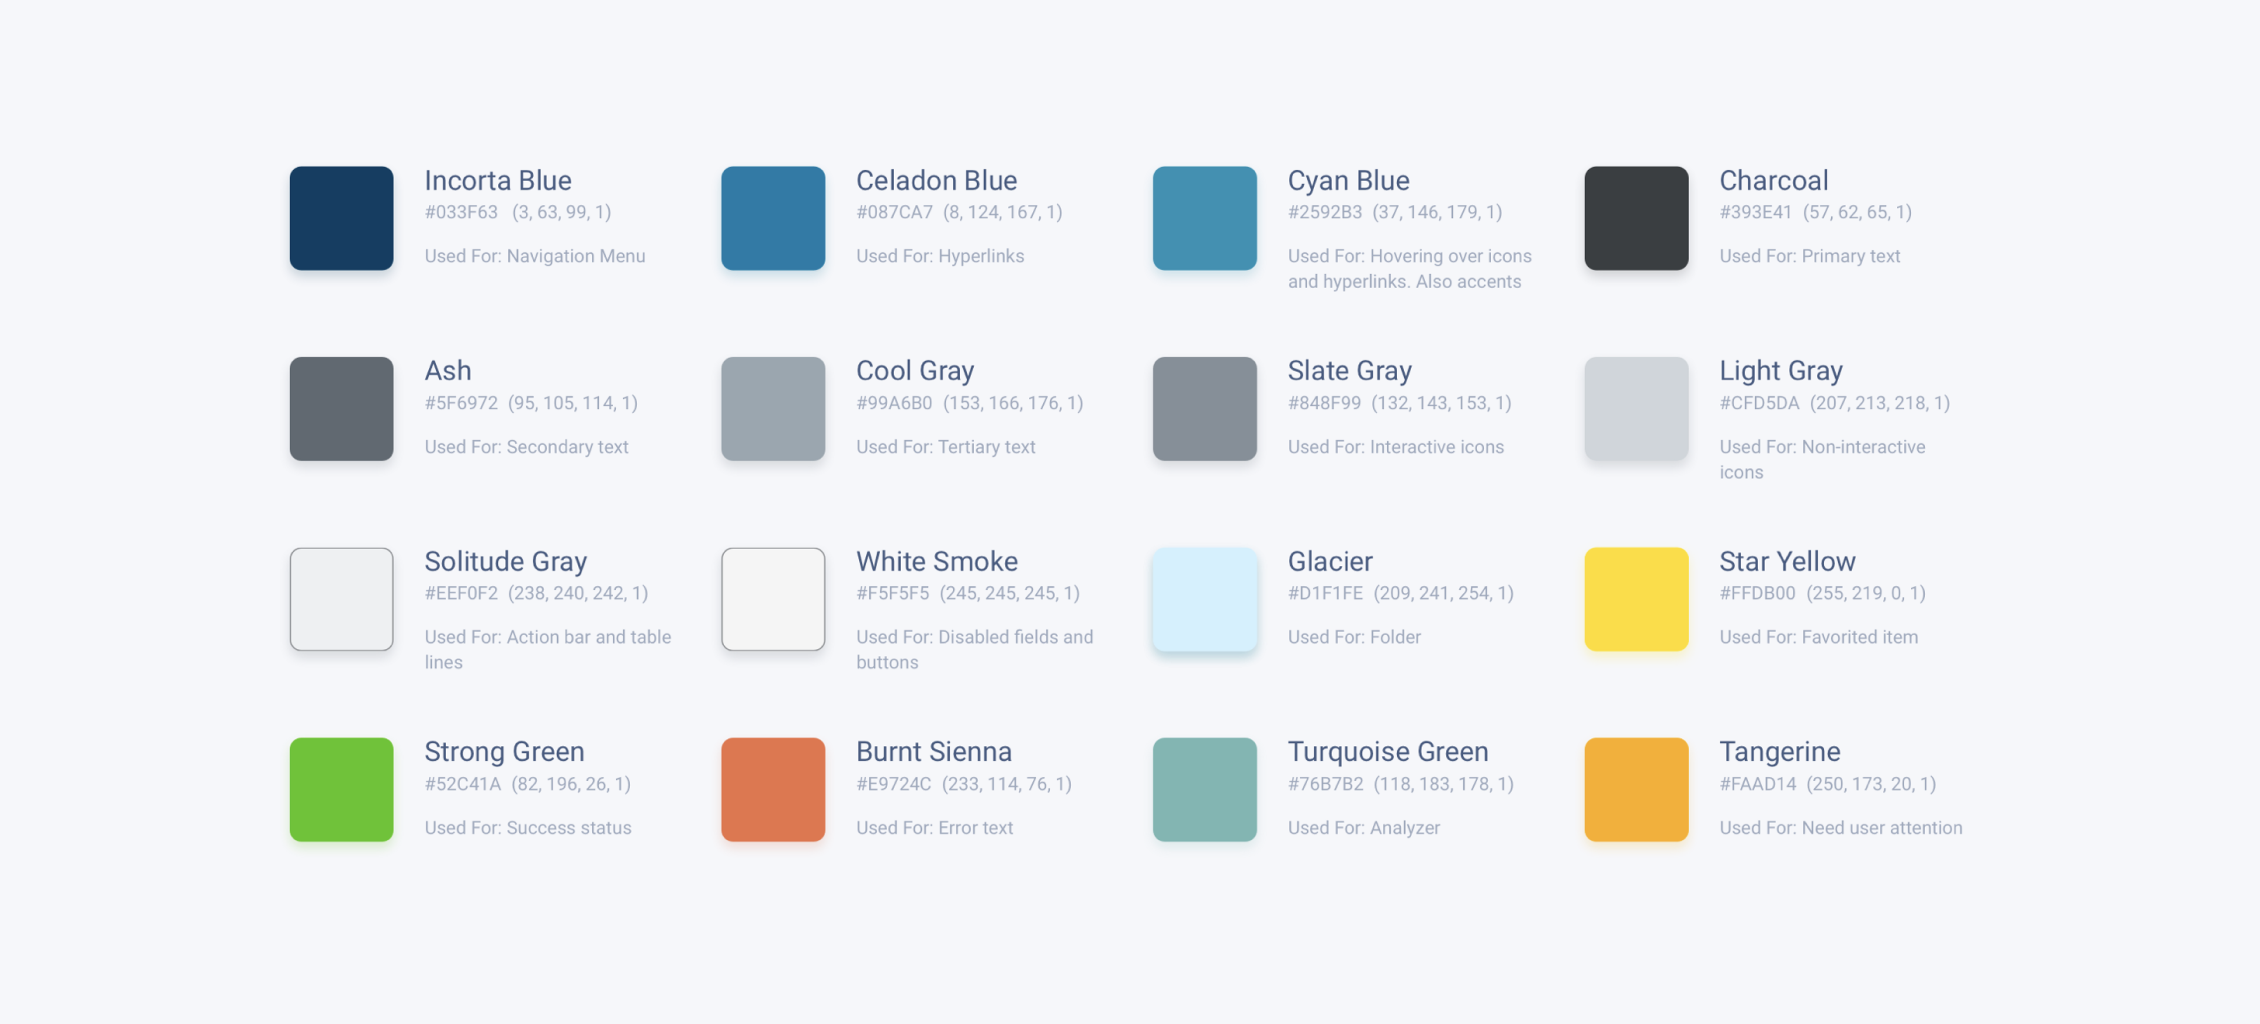 Incorta Blue
#033F63 (3, 63, 99, 1)
Used For: Navigation Menu
Celadon Blue
#087CA7 (8, 124, 167, 1)
Used For: Hyperlinks
Cyan Blue
#2592B3 (37, 146, 179, 1)
Used For: Hovering over icons
and hyperlinks. Also accents
Charcoal
#393E41 (57, 62, 65, 1)
Used For: Primary text
Ash
#5F6972 (95, 105, 114, 1)
Used For: Secondary text
Cool Gray
#99A6B0 (153, 166, 176, 1)
Used For: Tertiary text
Slate Gray
#848F99 (132, 143, 153, 1)
Used For: Interactive icons
Light Gray
#CFD5DA (207, 213, 218, 1)
Used For: Non-interactive
icons
Solitude Gray
#EEF0F2 (238, 240, 242, 1)
Used For: Action bar and table
lines
White Smoke
#F5F5F5 (245, 245, 245, 1)
Used For: Disabled fields and
buttons
Glacier
#D1F1FE (209, 241, 254, 1)
Used For: Folder
Star Yellow
#FFDB00 (255, 219, 0, 1)
Used For: Favorited item
Strong Green
#52C41A (82, 196, 26, 1)
Used For: Success status
Burnt Sienna
#E9724C (233, 114, 76, 1)
Used For: Error text
Turquoise Green
#76B7B2 (118, 183, 178, 1)
Used For: Analyzer
Tangerine
#FAAD14 (250, 173, 20, 1)
Used For: Need user attention